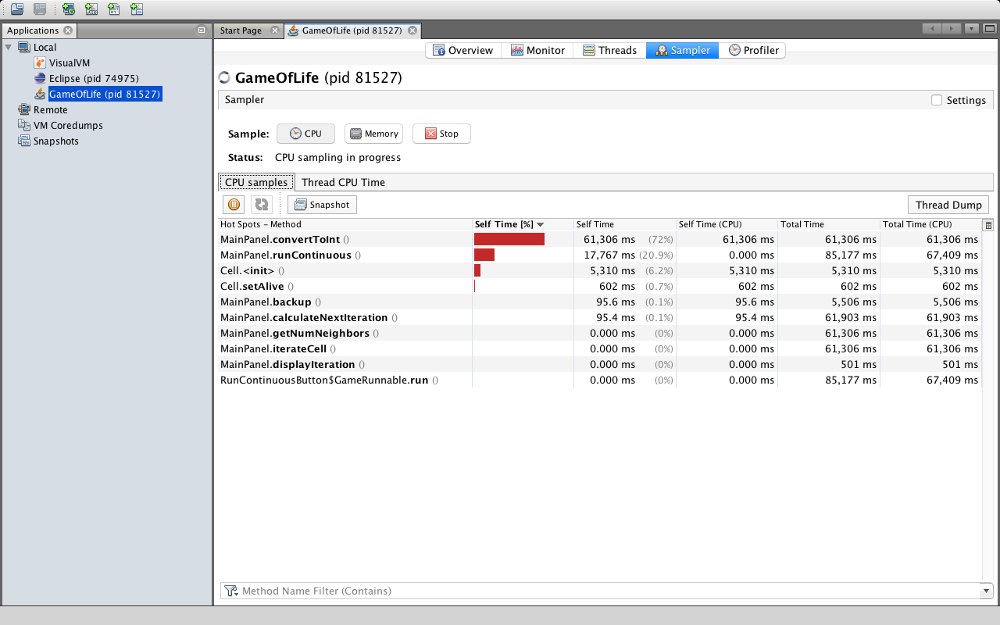 Applications
Start Page
GameOfLife (pid 81527)
Local
VisualVM
Eclipse (pid 74975)
GameOfLife (pid 81527)
Remote
VM Coredumps
Snapshots
Overview
Monitor
Threads
Sampler
Profiler
GameOfLife (pid 81527)
Sampler
Settings
Sample:
CPU
Memory
Stop
Status: CPU sampling in progress
CPU samples
Thread CPU Time
Snapshot
Thread Dump
Hot Spots – Method Self Time [%] Self Time Self Time (CPU) Total Time Total Time (CPU)
MainPanel.convertToInt () 61,306 ms (72%) 61,306 ms 61,306 ms 61,306 ms
MainPanel.runContinuous () 17,767 ms (20.9%) 0.000 ms 85,177 ms 67,409 ms
Cell.<init> () 5,310 ms (6.2%) 5,310 ms 5,310 ms 5,310 ms
Cell.setAlive () 602 ms (0.7%) 602 ms 602 ms 602 ms
MainPanel.backup () 95.6 ms (0.1%) 95.6 ms 5,506 ms 5,506 ms
MainPanel.calculateNextIteration () 95.4 ms (0.1%) 95.4 ms 61,903 ms 61,903 ms
MainPanel.getNumNeighbors () 0.000 ms (0%) 0.000 ms 61,306 ms 61,306 ms
MainPanel.iterateCell () 0.000 ms (0%) 0.000 ms 61,306 ms 61,306 ms
MainPanel.displayIteration () 0.000 ms (0%) 0.000 ms 501 ms 501 ms
RunContinuousButton$GameRunnable.run () 0.000 ms (0%) 0.000 ms 85,177 ms 67,409 ms
Method Name Filter (Contains)